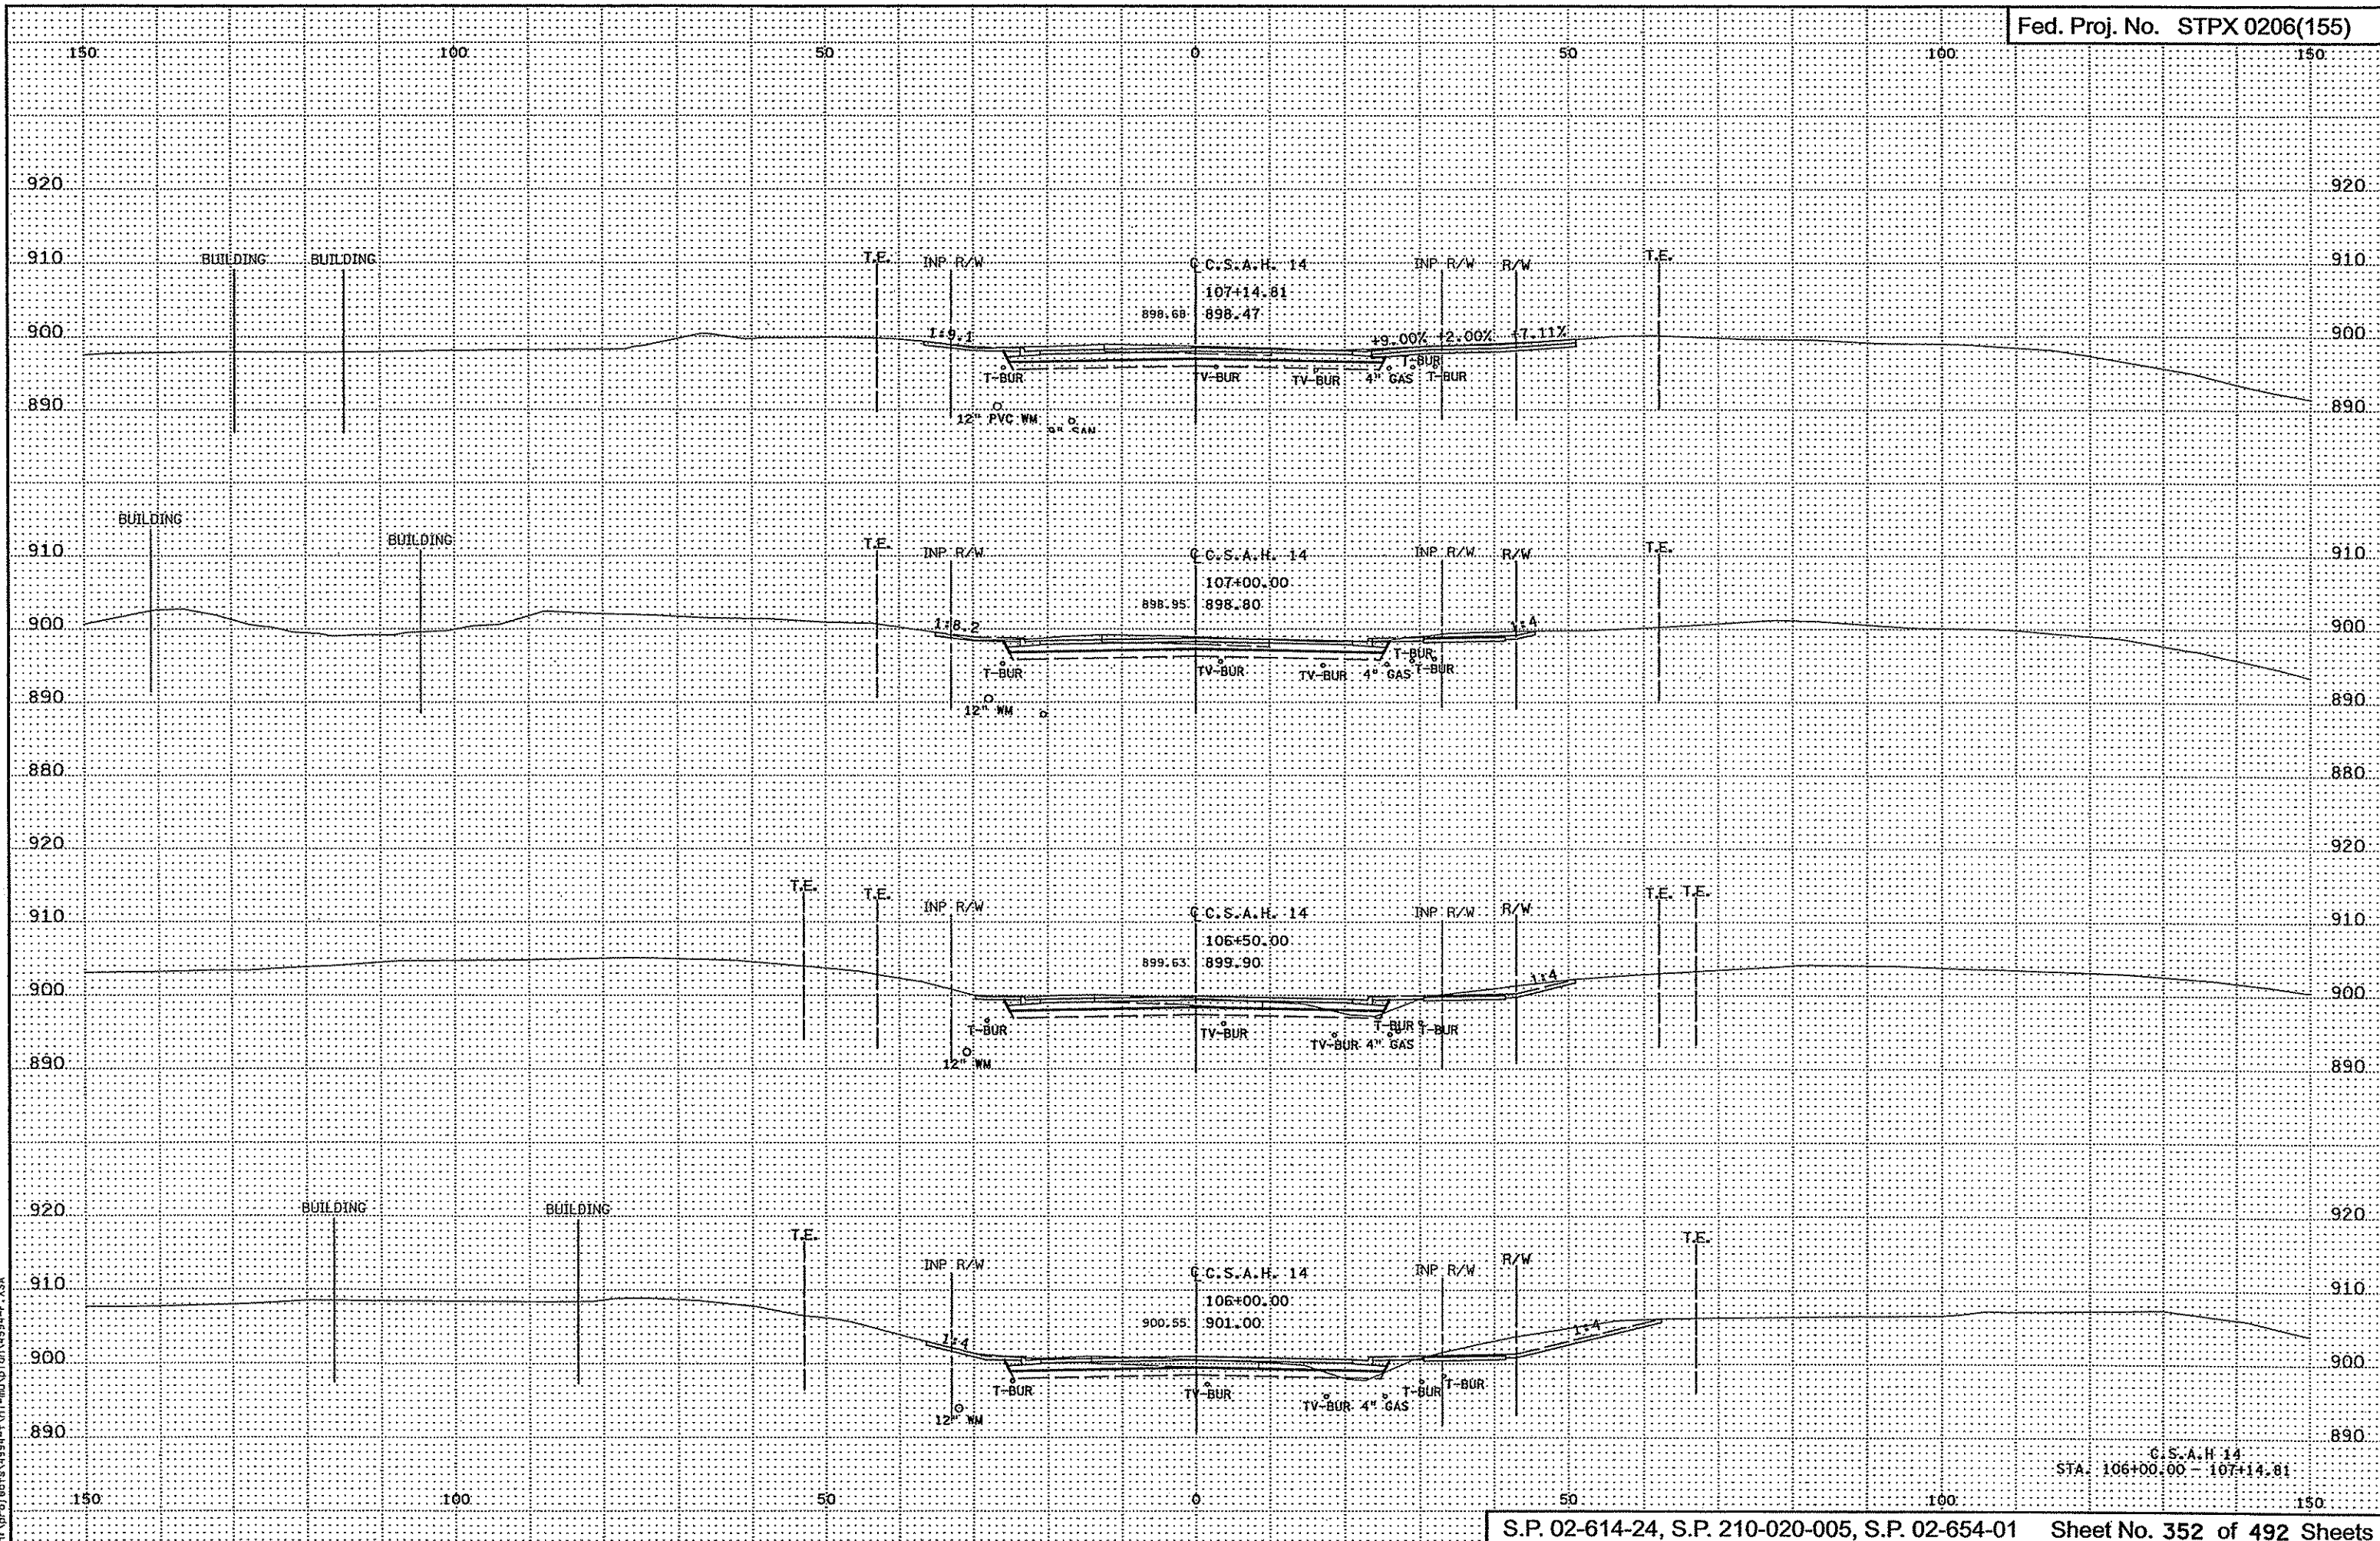 Fed. Proj. No. STPX 0206(155)
150 100 50 0 50 100 150
920 920
BUILDING BUILDING T.E. INP R/W C.S.A.H. 14 INP R/W R/W T.E.
910 910
107+14.81
898.68 898.47
900 1:9.1 +9.00% +2.00% +7.11% 900
T-BUR
T-BUR TV-BUR TV-BUR 4" GAS T-BUR
890 890
12" PVC WM
SAN
BUILDING
BUILDING T.E. INP R/W C.S.A.H. 14 INP R/W R/W T.E.
910 910
107+00.00
898.95 898.80
900 1:8.2 1:4 900
T-BUR
T-BUR TV-BUR TV-BUR 4" GAS T-BUR
890 890
12" WM
880 880
920 920
T.E. T.E. INP R/W C.S.A.H. 14 INP R/W R/W T.E. T.E.
910 910
106+50.00
899.63 899.90
900 1:4 900
T-BUR TV-BUR T-BUR T-BUR
TV-BUR 4" GAS
890 12" WM 890
920 BUILDING BUILDING 920
T.E. INP R/W C.S.A.H. 14 INP R/W R/W T.E.
910 910
106+00.00
900.55 901.00
900 1:4 1:4 900
T-BUR TV-BUR T-BUR T-BUR
TV-BUR 4" GAS
12" WM
890 890
C.S.A.H 14
STA. 106+00.00 - 107+14.81
150 100 50 0 50 100 150
S.P. 02-614-24, S.P. 210-020-005, S.P. 02-654-01 Sheet No. 352 of 492 Sheets